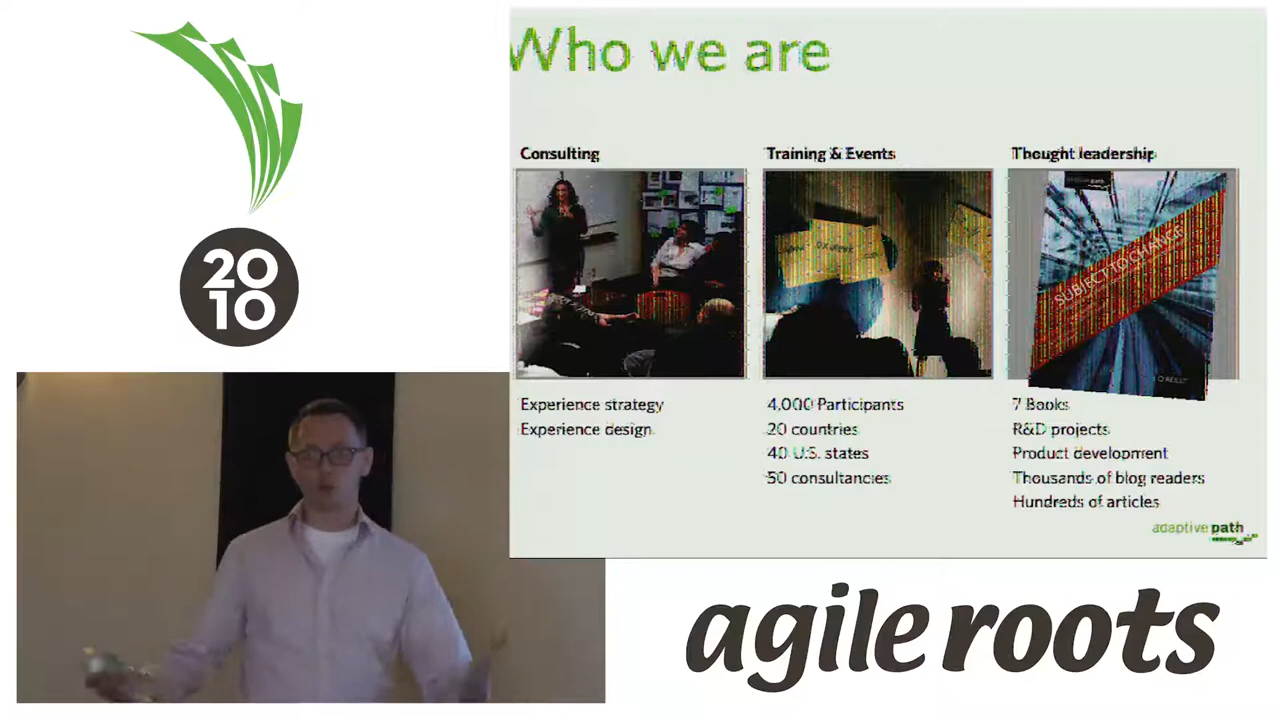 20
10
Who we are
Consulting
Experience strategy
Experience design
Training & Events
4,000 Participants
20 countries
40 U.S. states
50 consultancies
Thought leadership
SUBJECT TO CHANGE
O'REILLY
7 Books
R&D projects
Product development
Thousands of blog readers
Hundreds of articles
adaptive path
agile roots